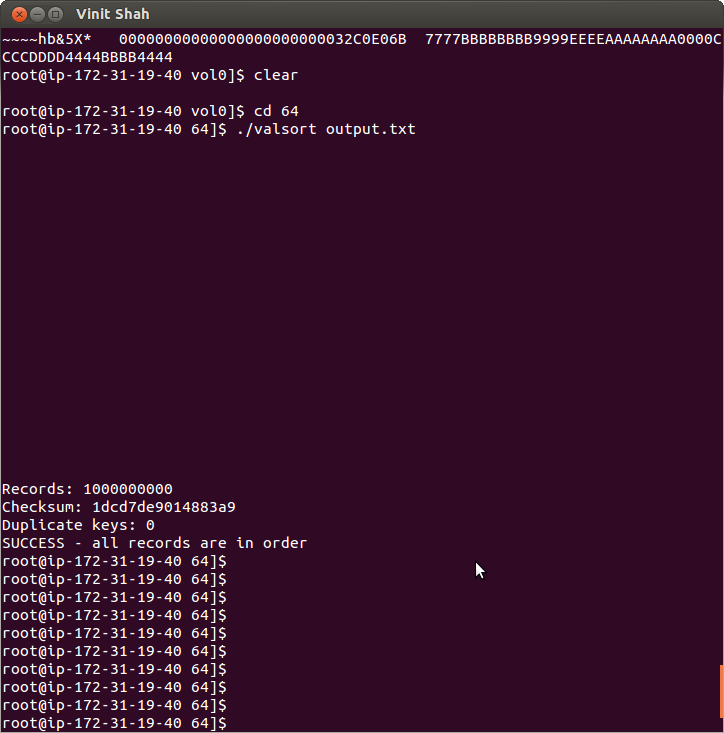 Vinit Shah
~~~~hb&5X*   00000000000000000000000032C0E06B  7777BBBBBBBB9999EEEEAAAAAAAA0000C
CCCDDDD4444BBBB4444
root@ip-172-31-19-40 vol0]$ clear
root@ip-172-31-19-40 vol0]$ cd 64
root@ip-172-31-19-40 64]$ ./valsort output.txt
Records: 1000000000
Checksum: 1dcd7de9014883a9
Duplicate keys: 0
SUCCESS - all records are in order
root@ip-172-31-19-40 64]$
root@ip-172-31-19-40 64]$
root@ip-172-31-19-40 64]$
root@ip-172-31-19-40 64]$
root@ip-172-31-19-40 64]$
root@ip-172-31-19-40 64]$
root@ip-172-31-19-40 64]$
root@ip-172-31-19-40 64]$
root@ip-172-31-19-40 64]$
root@ip-172-31-19-40 64]$